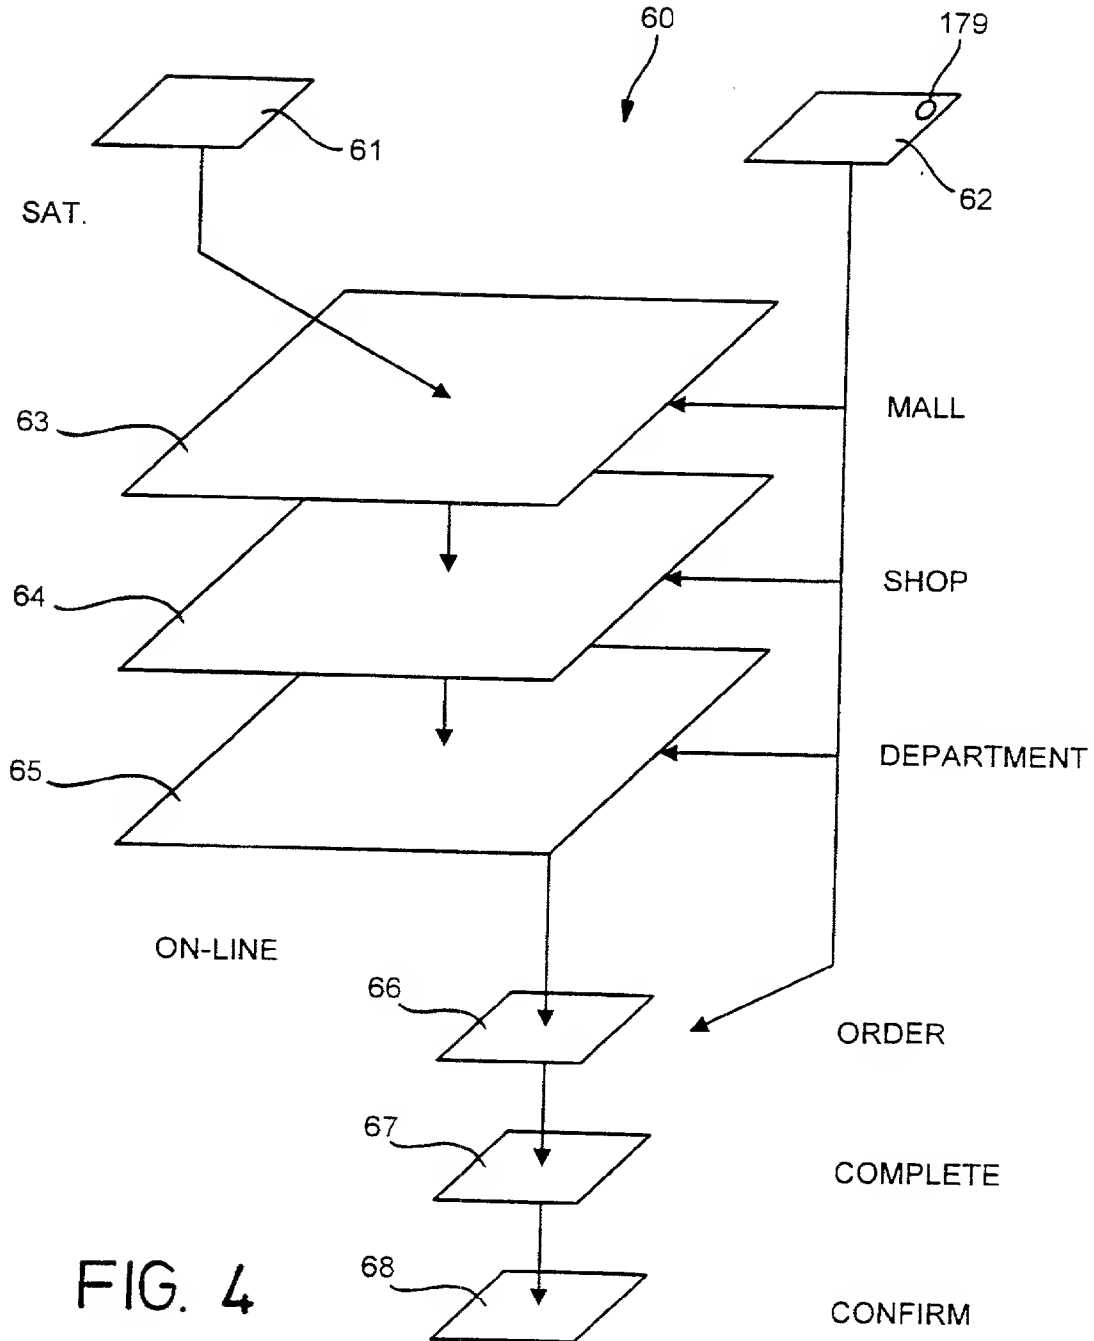 60
179
61
62
SAT.
63
MALL
64
SHOP
65
DEPARTMENT
ON-LINE
66
ORDER
67
COMPLETE
FIG. 4
68
CONFIRM